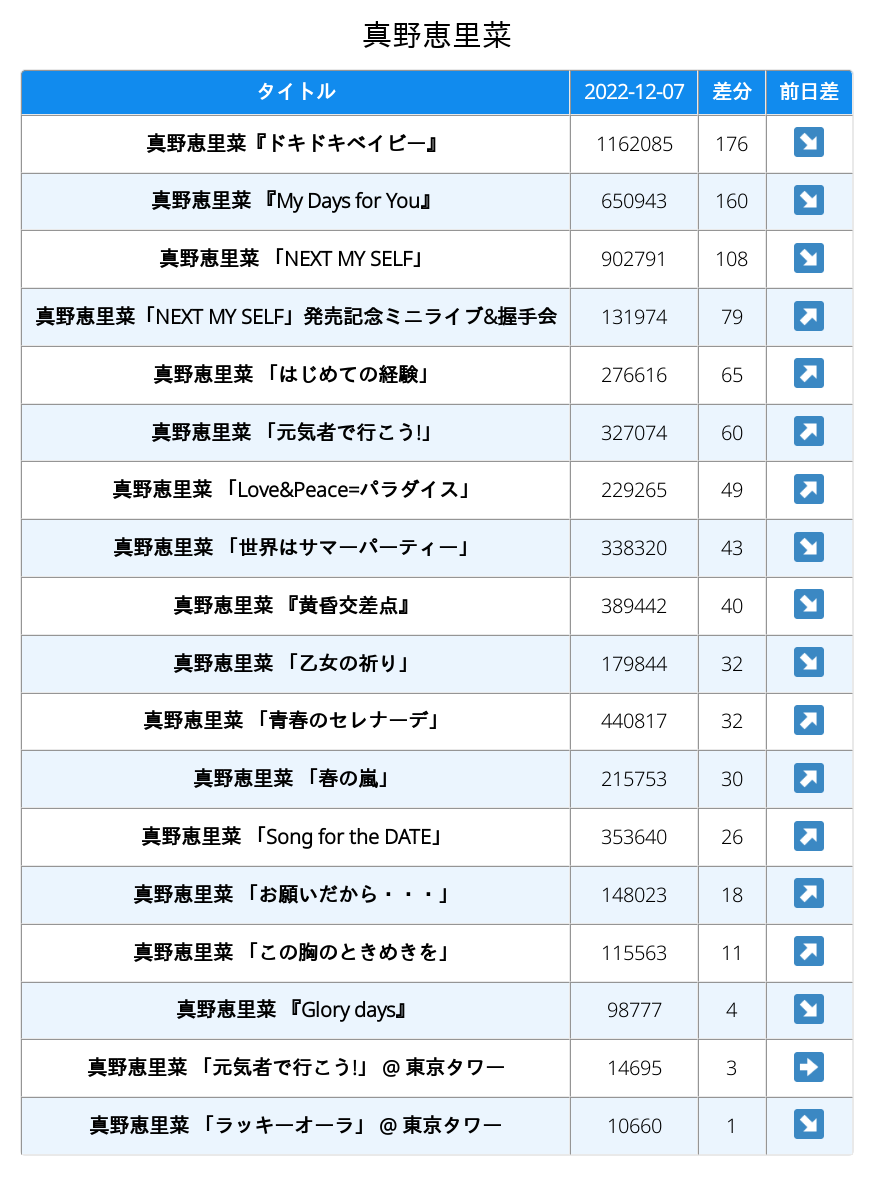 真野恵里菜
タイトル 2022-12-07 差分 前日差
真野恵里菜『ドキドキベイビー』 1162085 176 ↘
真野恵里菜 『My Days for You』 650943 160 ↘
真野恵里菜 「NEXT MY SELF」 902791 108 ↘
真野恵里菜「NEXT MY SELF」発売記念ミニライブ&握手会 131974 79 ↗
真野恵里菜 「はじめての経験」 276616 65 ↗
真野恵里菜 「元気者で行こう!」 327074 60 ↗
真野恵里菜 「Love&Peace=パラダイス」 229265 49 ↗
真野恵里菜 「世界はサマーパーティー」 338320 43 ↘
真野恵里菜 『黄昏交差点』 389442 40 ↘
真野恵里菜 「乙女の祈り」 179844 32 ↘
真野恵里菜 「青春のセレナーデ」 440817 32 ↗
真野恵里菜 「春の嵐」 215753 30 ↗
真野恵里菜 「Song for the DATE」 353640 26 ↗
真野恵里菜 「お願いだから・・・」 148023 18 ↗
真野恵里菜 「この胸のときめきを」 115563 11 ↗
真野恵里菜 『Glory days』 98777 4 ↘
真野恵里菜 「元気者で行こう!」 @ 東京タワー 14695 3 ➡
真野恵里菜 「ラッキーオーラ」 @ 東京タワー 10660 1 ↘